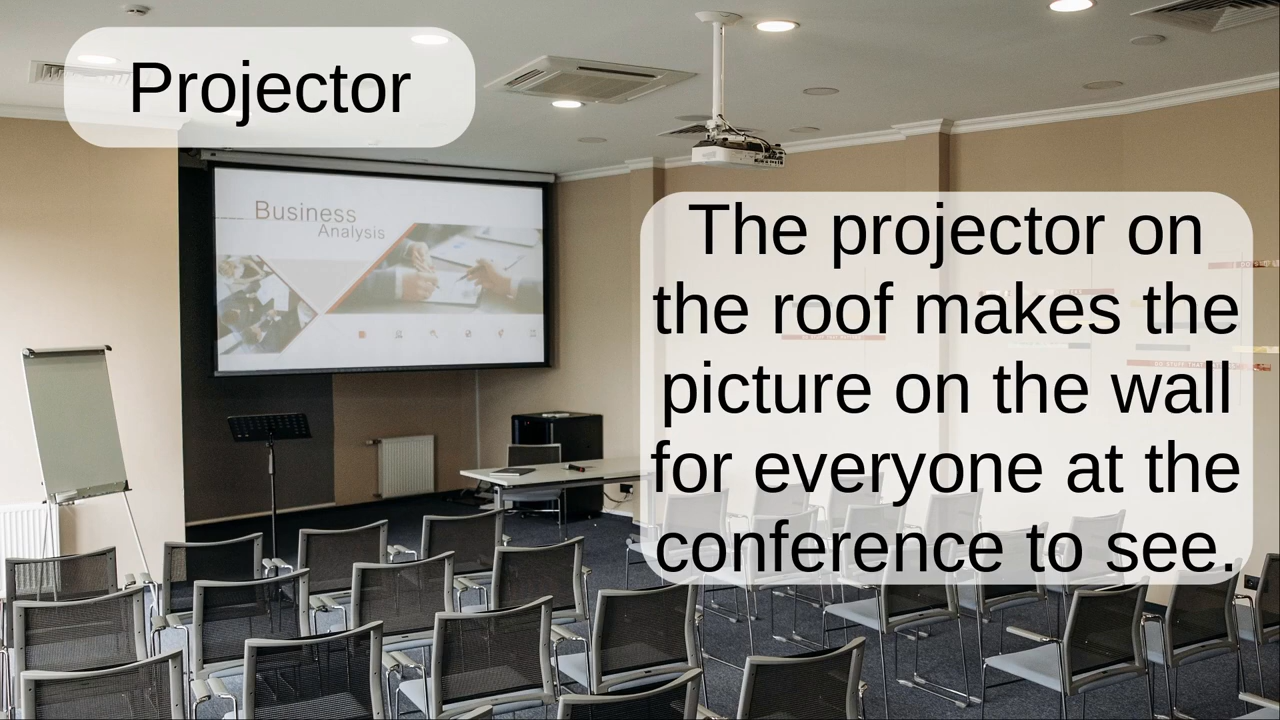 Projector
Business
Analysis
The projector on
the roof makes the
picture on the wall
for everyone at the
conference to see.